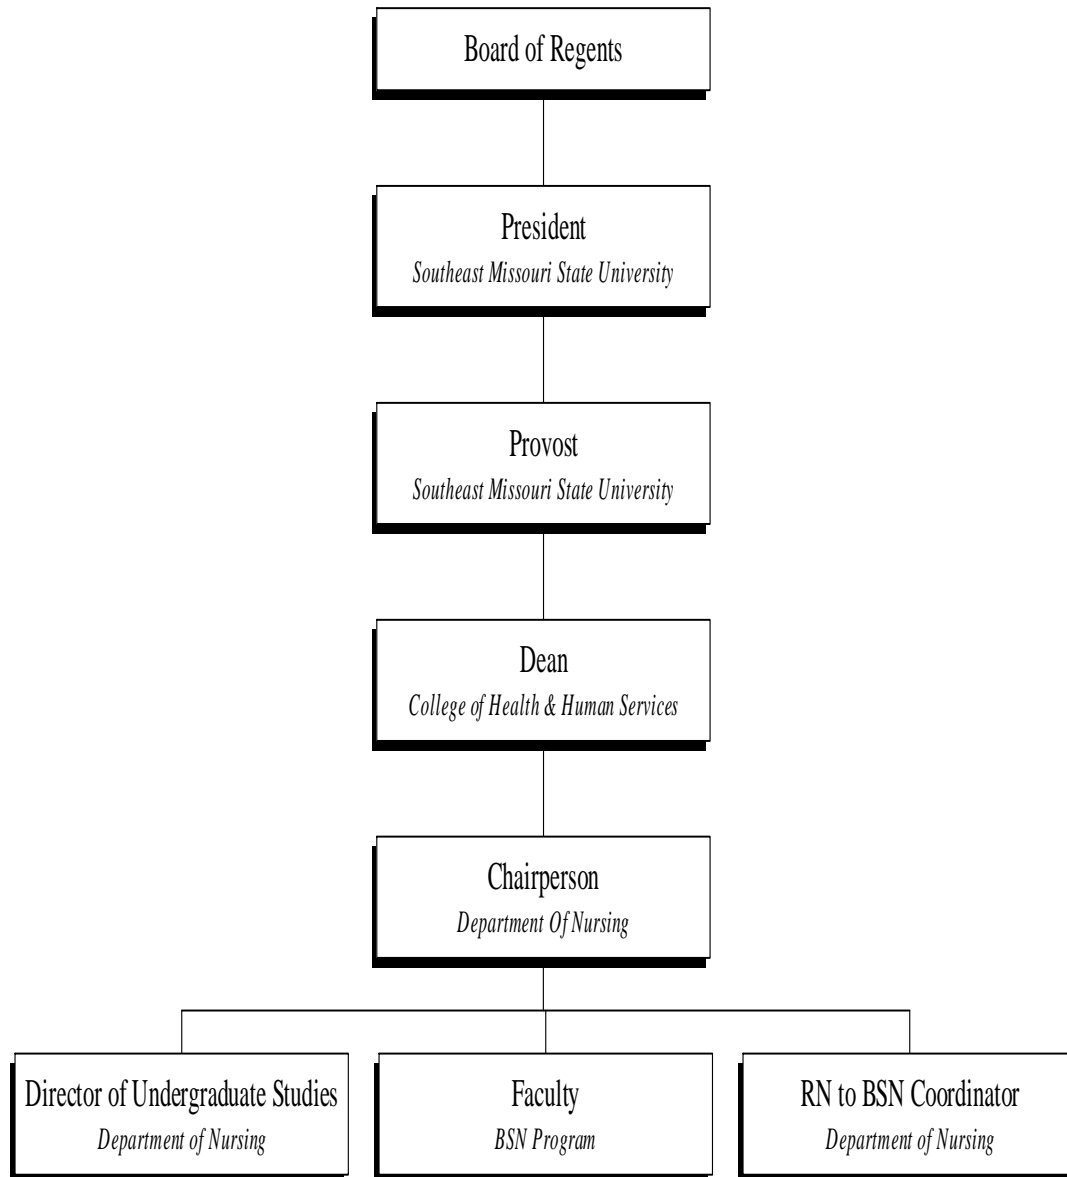 Board of Regents
President
Southeast Missouri State University
Provost
Southeast Missouri State University
Dean
College of Health & Human Services
Chairperson
Department Of Nursing
Director of Undergraduate Studies
Department of Nursing
Faculty
BSN Program
RN to BSN Coordinator
Department of Nursing